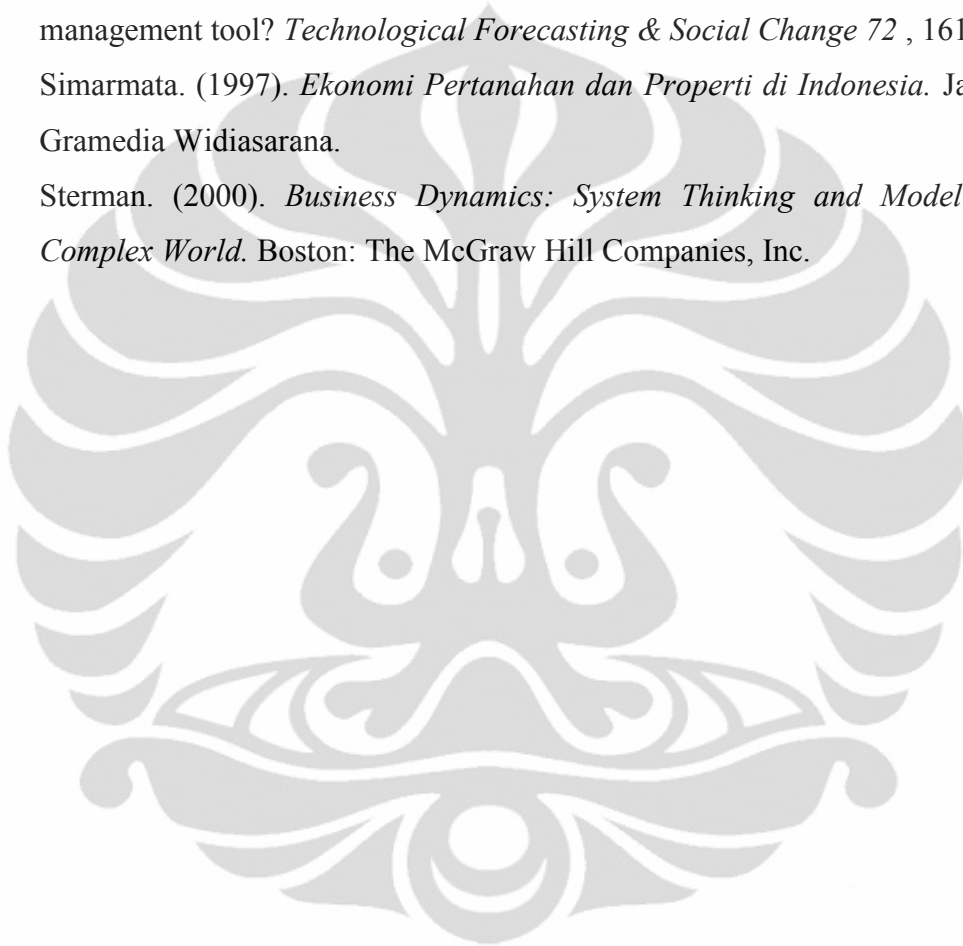 management tool? Technological Forecasting & Social Change 72 , 161
Simarmata. (1997). Ekonomi Pertanahan dan Properti di Indonesia. Ja
Gramedia Widiasarana.
Sterman. (2000). Business Dynamics: System Thinking and Model
Complex World. Boston: The McGraw Hill Companies, Inc.